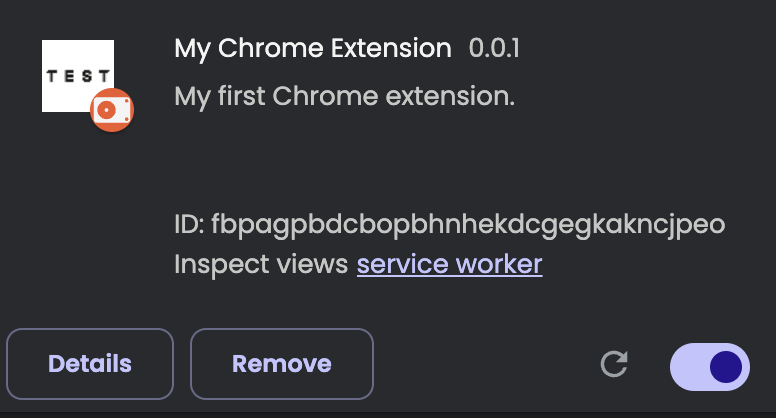 TEST
My Chrome Extension 0.0.1
My first Chrome extension.
ID: fbpagpbdcbopbhnhekdcgegkakncjpeo
Inspect views service worker
Details Remove